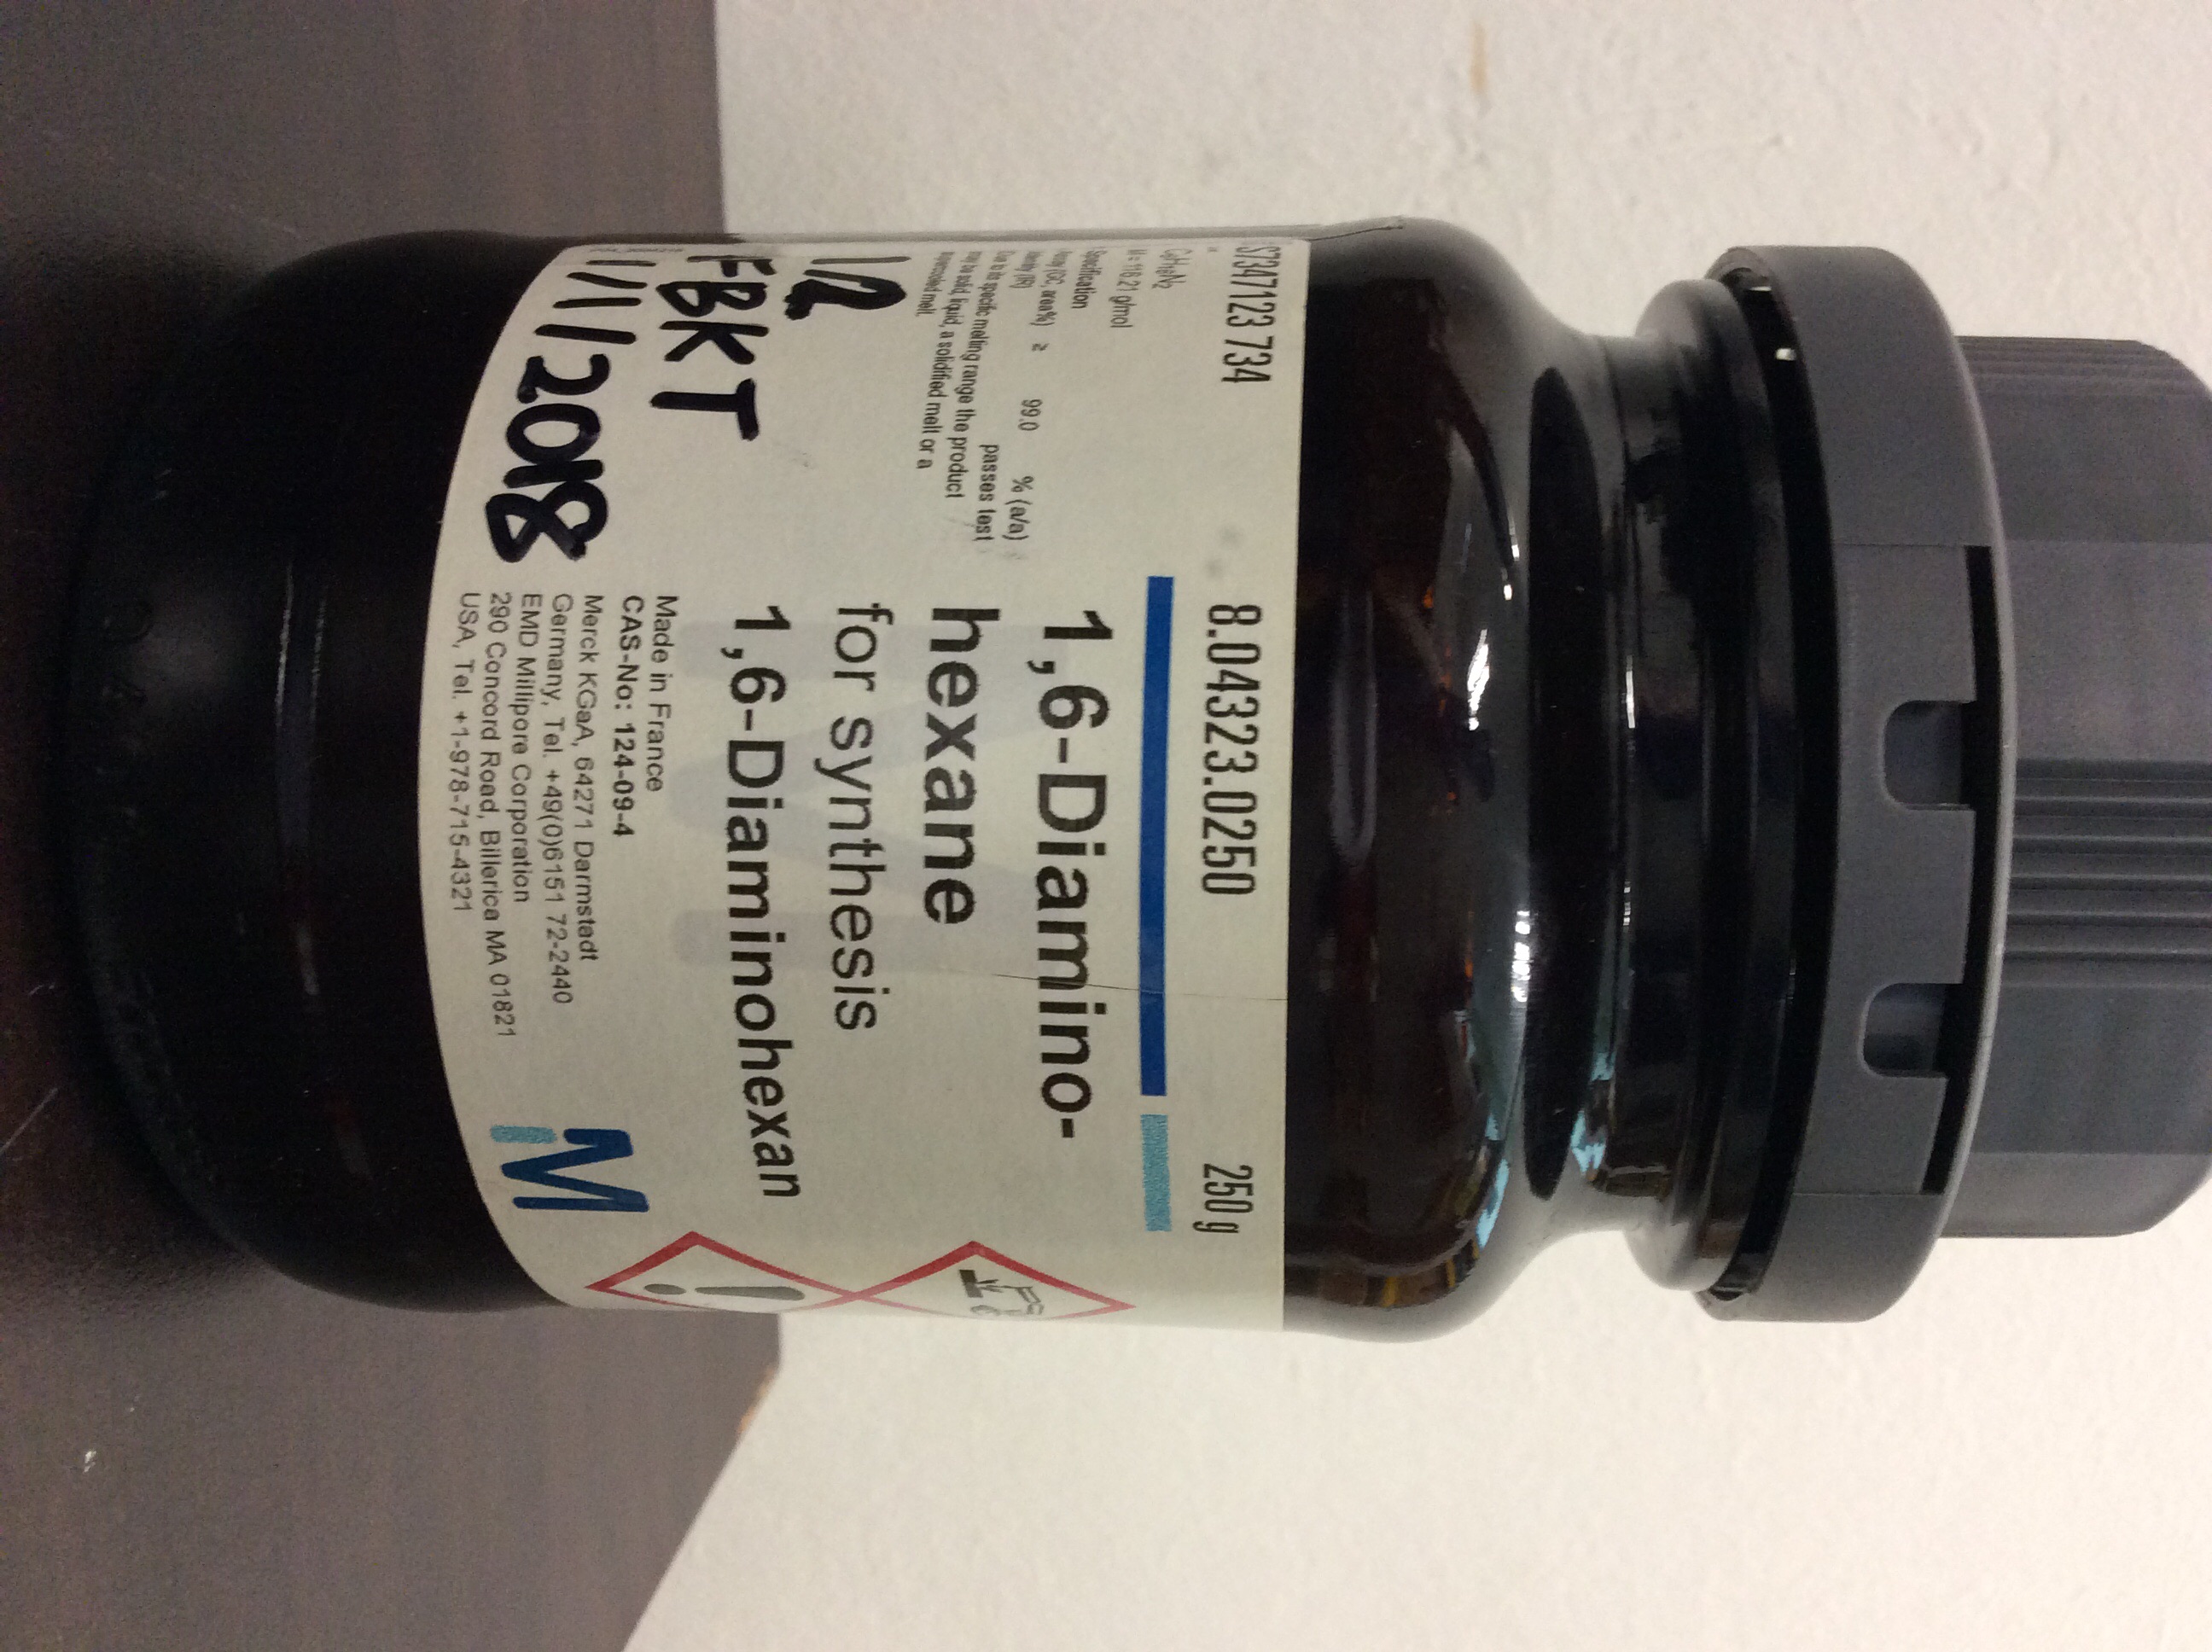 S7347123 734
8.04323.0250
250 g
C₆H₁₆N₂
M = 116.21 g/mol
Specification
Assay (GC, area%) ≥ 99.0 % (a/a)
Identity (IR) passes test
Due to its specific melting range the product
may be solid, liquid, a solidified melt or a
supercooled melt.
1/2
FBKT
1/1/2018
1,6-Diamino-
hexane
for synthesis
1,6-Diaminohexan
Made in France
CAS-No: 124-09-4
Merck KGaA, 64271 Darmstadt
Germany, Tel. +49(0)6151 72-2440
EMD Millipore Corporation
290 Concord Road, Billerica MA 01821
USA, Tel. +1-978-715-4321
M